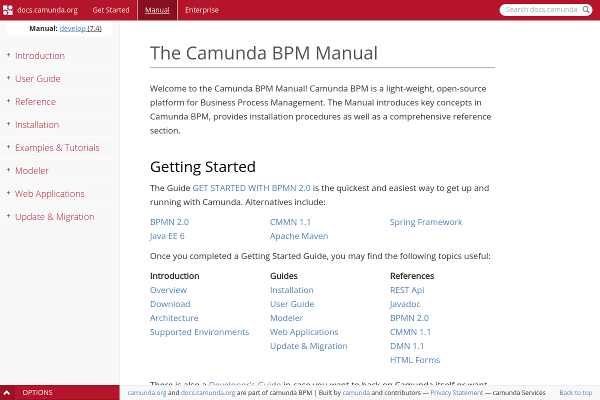 docs.camunda.org Get Started Manual Enterprise Search docs.camunda
Manual: develop (7.4)
+ Introduction
+ User Guide
+ Reference
+ Installation
+ Examples & Tutorials
+ Modeler
+ Web Applications
+ Update & Migration
The Camunda BPM Manual
Welcome to the Camunda BPM Manual! Camunda BPM is a light-weight, open-source
platform for Business Process Management. The Manual introduces key concepts in
Camunda BPM, provides installation procedures as well as a comprehensive reference
section.
Getting Started
The Guide GET STARTED WITH BPMN 2.0 is the quickest and easiest way to get up and
running with Camunda. Alternatives include:
BPMN 2.0 CMMN 1.1 Spring Framework
Java EE 6 Apache Maven
Once you completed a Getting Started Guide, you may find the following topics useful:
Introduction Guides References
Overview Installation REST Api
Download User Guide Javadoc
Architecture Modeler BPMN 2.0
Supported Environments Web Applications CMMN 1.1
Update & Migration DMN 1.1
HTML Forms
There is also a Developer's Guide in case you want to hack on Camunda itself or want
OPTIONS
camunda.org and docs.camunda.org are part of camunda BPM | Built by camunda and contributors — Privacy Statement — camunda Services Back to top